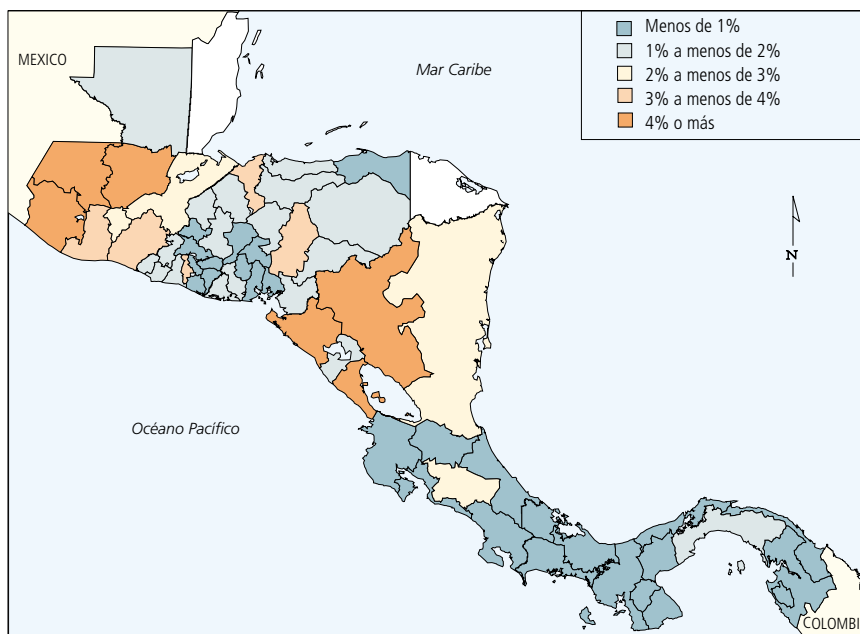 Menos de 1%
1% a menos de 2%
2% a menos de 3%
3% a menos de 4%
4% o más
MEXICO
Mar Caribe
N
Océano Pacífico
COLOMBI